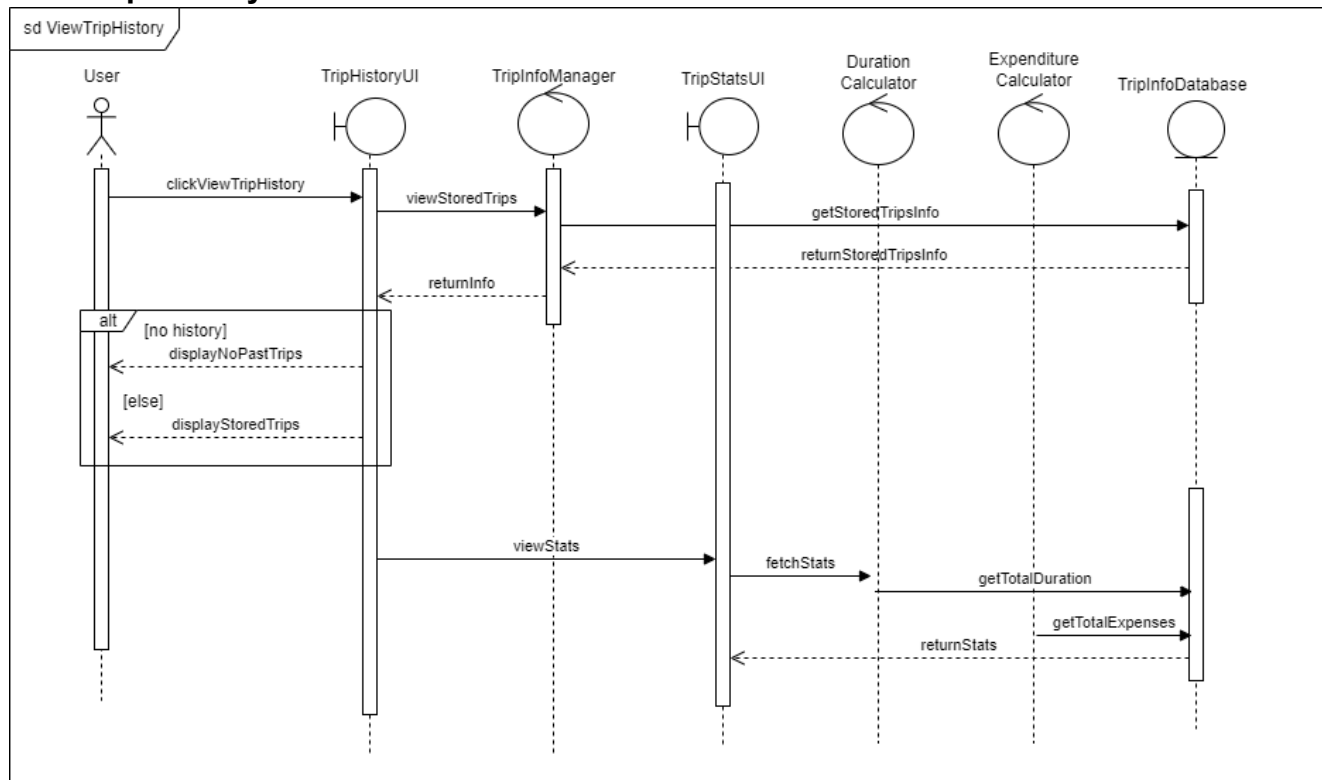 sd ViewTripHistory
User
TripHistoryUI
TripInfoManager
TripStatsUI
Duration
Calculator
Expenditure
Calculator
TripInfoDatabase
clickViewTripHistory
viewStoredTrips
getStoredTripsInfo
returnStoredTripsInfo
returnInfo
alt
[no history]
displayNoPastTrips
[else]
displayStoredTrips
viewStats
fetchStats
getTotalDuration
getTotalExpenses
returnStats